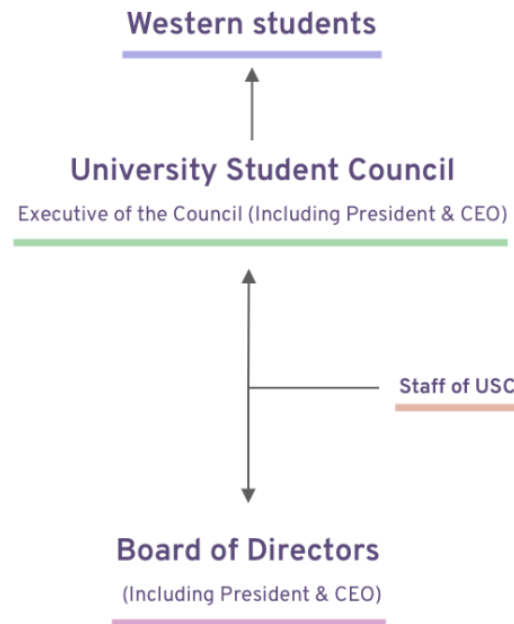 Western students
University Student Council
Executive of the Council (Including President & CEO)
Staff of USC
Board of Directors
(Including President & CEO)